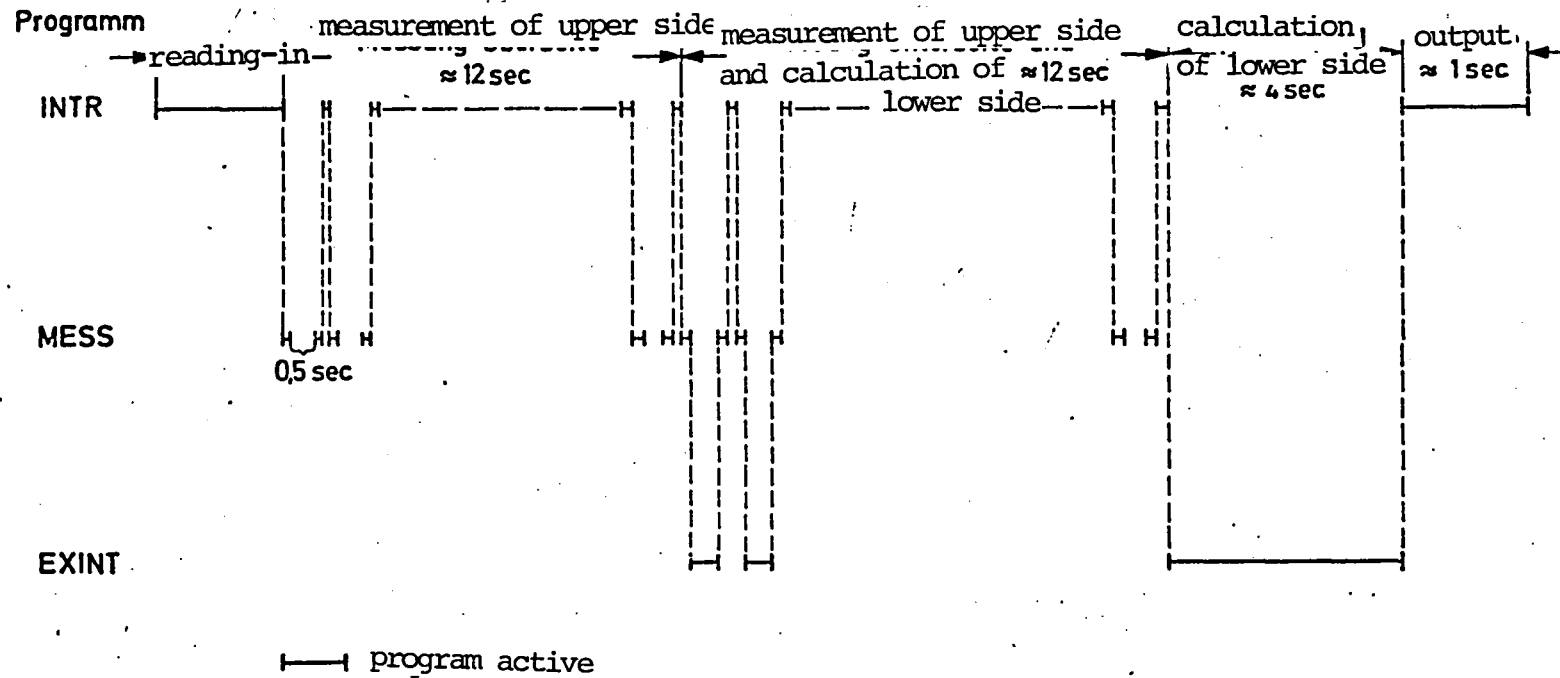 Programm
reading-in
measurement of upper side
≈ 12 sec
measurement of upper side
and calculation of ≈ 12 sec
lower side
calculation,
of lower side
≈ 4 sec
output.
≈ 1 sec
INTR
MESS
0,5 sec
EXINT
program active